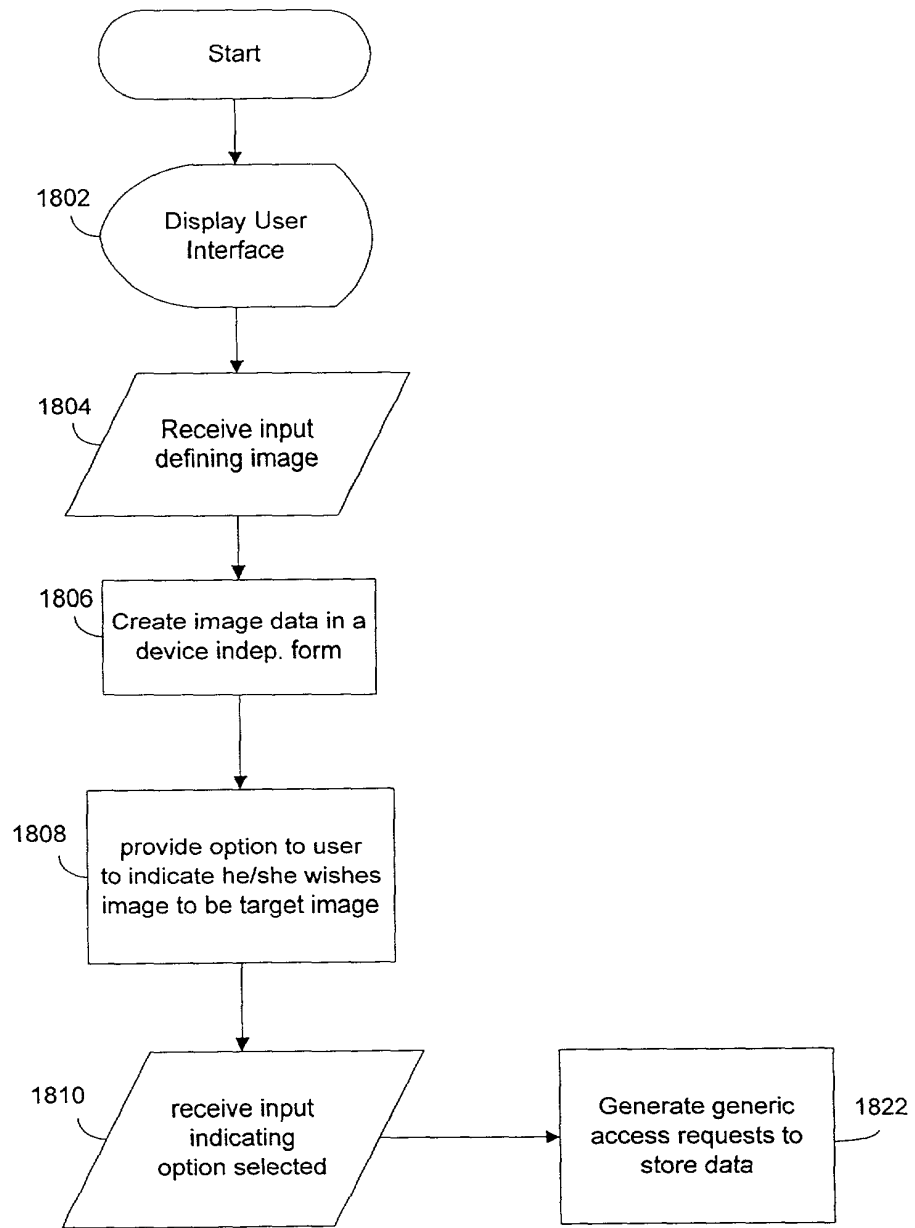 Start
1802
Display User
Interface
1804
Receive input
defining image
1806
Create image data in a
device indep. form
1808
provide option to user
to indicate he/she wishes
image to be target image
1810
receive input
indicating
option selected
Generate generic
access requests to
store data
1822